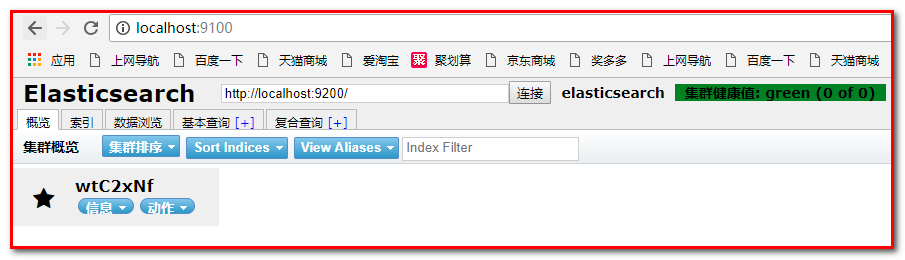 localhost:9100
应用 上网导航 百度一下 天猫商城 爱淘宝 聚 聚划算 京东商城 奖多多 上网导航 百度一下 天猫商城
Elasticsearch http://localhost:9200/ 连接 elasticsearch 集群健康值: green (0 of 0)
概览 索引 数据浏览 基本查询 [+] 复合查询 [+]
集群概览 集群排序 Sort Indices View Aliases Index Filter
wtC2xNf
信息 动作